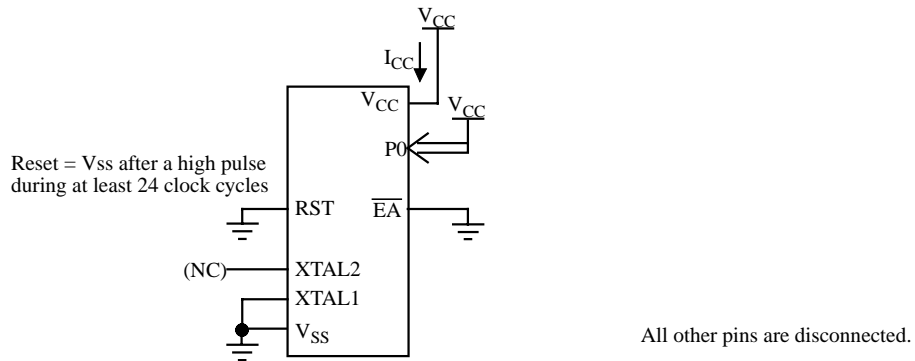 VCC
ICC
VCC
VCC
P0
Reset = Vss after a high pulse
during at least 24 clock cycles
RST
EA
(NC)
XTAL2
XTAL1
VSS
All other pins are disconnected.